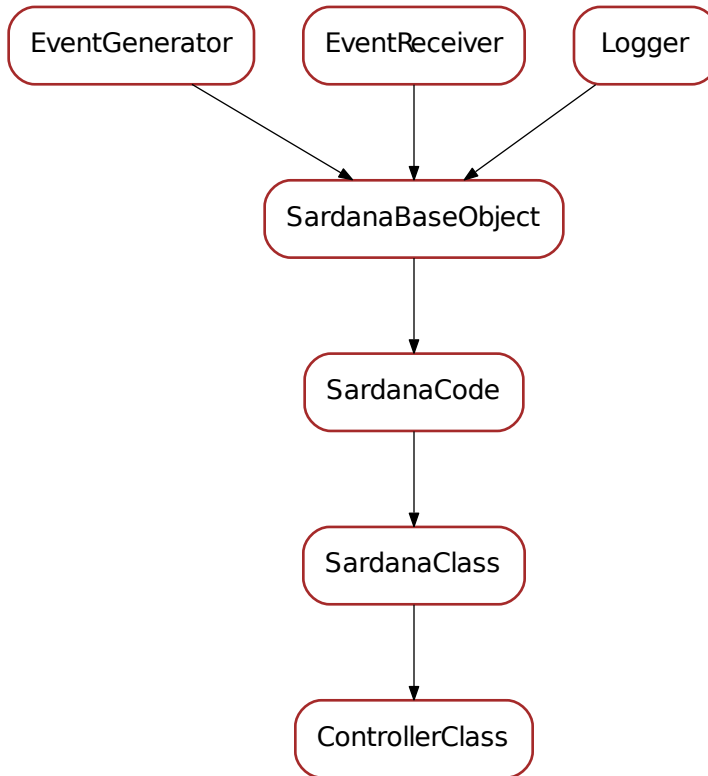 EventGenerator
EventReceiver
Logger
SardanaBaseObject
SardanaCode
SardanaClass
ControllerClass